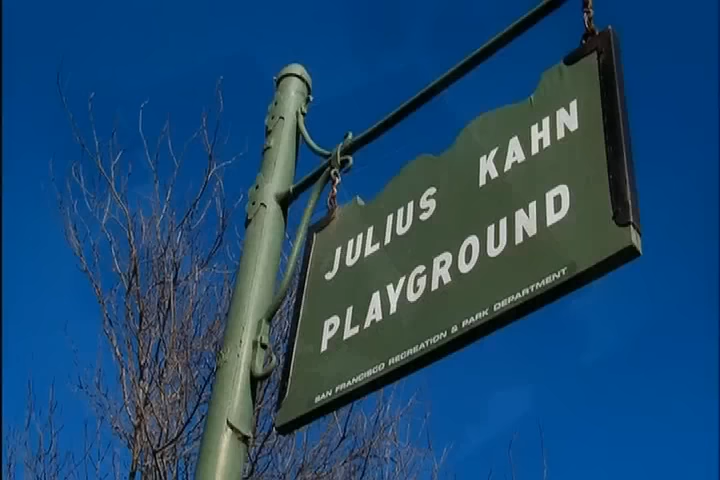 JULIUS KAHN
PLAYGROUND
SAN FRANCISCO RECREATION & PARK DEPARTMENT